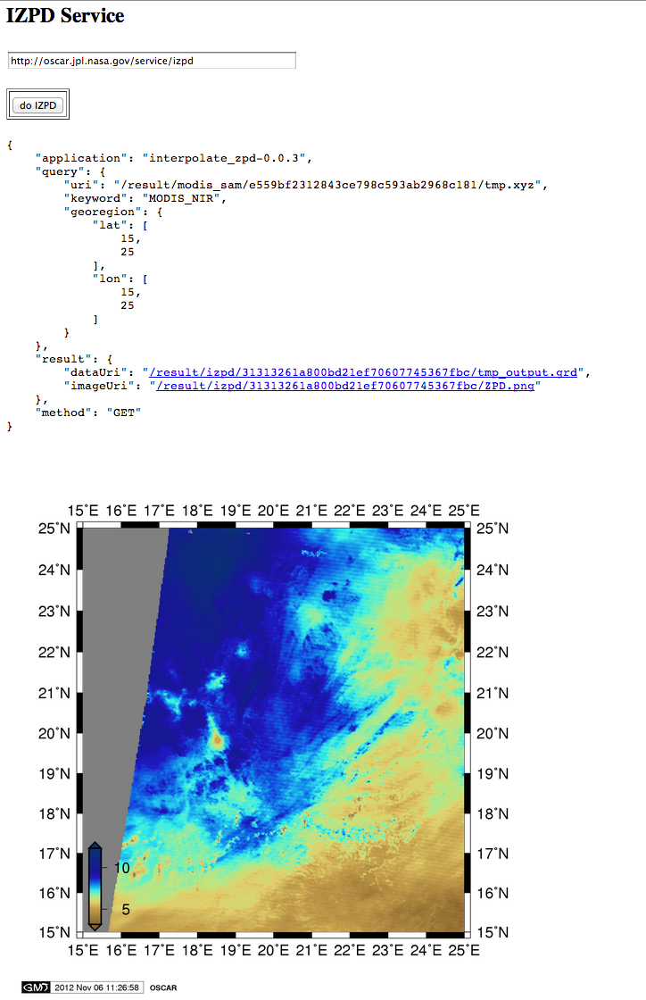 IZPD Service
http://oscar.jpl.nasa.gov/service/izpd
do IZPD
{
    "application": "interpolate_zpd-0.0.3",
    "query": {
        "uri": "/result/modis_sam/e559bf2312843ce798c593ab2968c181/tmp.xyz",
        "keyword": "MODIS_NIR",
        "georegion": {
            "lat": [
                15,
                25
            ],
            "lon": [
                15,
                25
            ]
        }
    },
    "result": {
        "dataUri": "/result/izpd/31313261a800bd21ef70607745367fbc/tmp_output.grd",
        "imageUri": "/result/izpd/31313261a800bd21ef70607745367fbc/ZPD.png"
    },
    "method": "GET"
}
15˚E 16˚E 17˚E 18˚E 19˚E 20˚E 21˚E 22˚E 23˚E 24˚E 25˚E
25˚N 25˚N
24˚N 24˚N
23˚N 23˚N
22˚N 22˚N
21˚N 21˚N
20˚N 20˚N
19˚N 19˚N
18˚N 18˚N
17˚N 17˚N
10
16˚N 16˚N
5
15˚N 15˚N
15˚E 16˚E 17˚E 18˚E 19˚E 20˚E 21˚E 22˚E 23˚E 24˚E 25˚E
GMT 2012 Nov 06 11:26:58 OSCAR